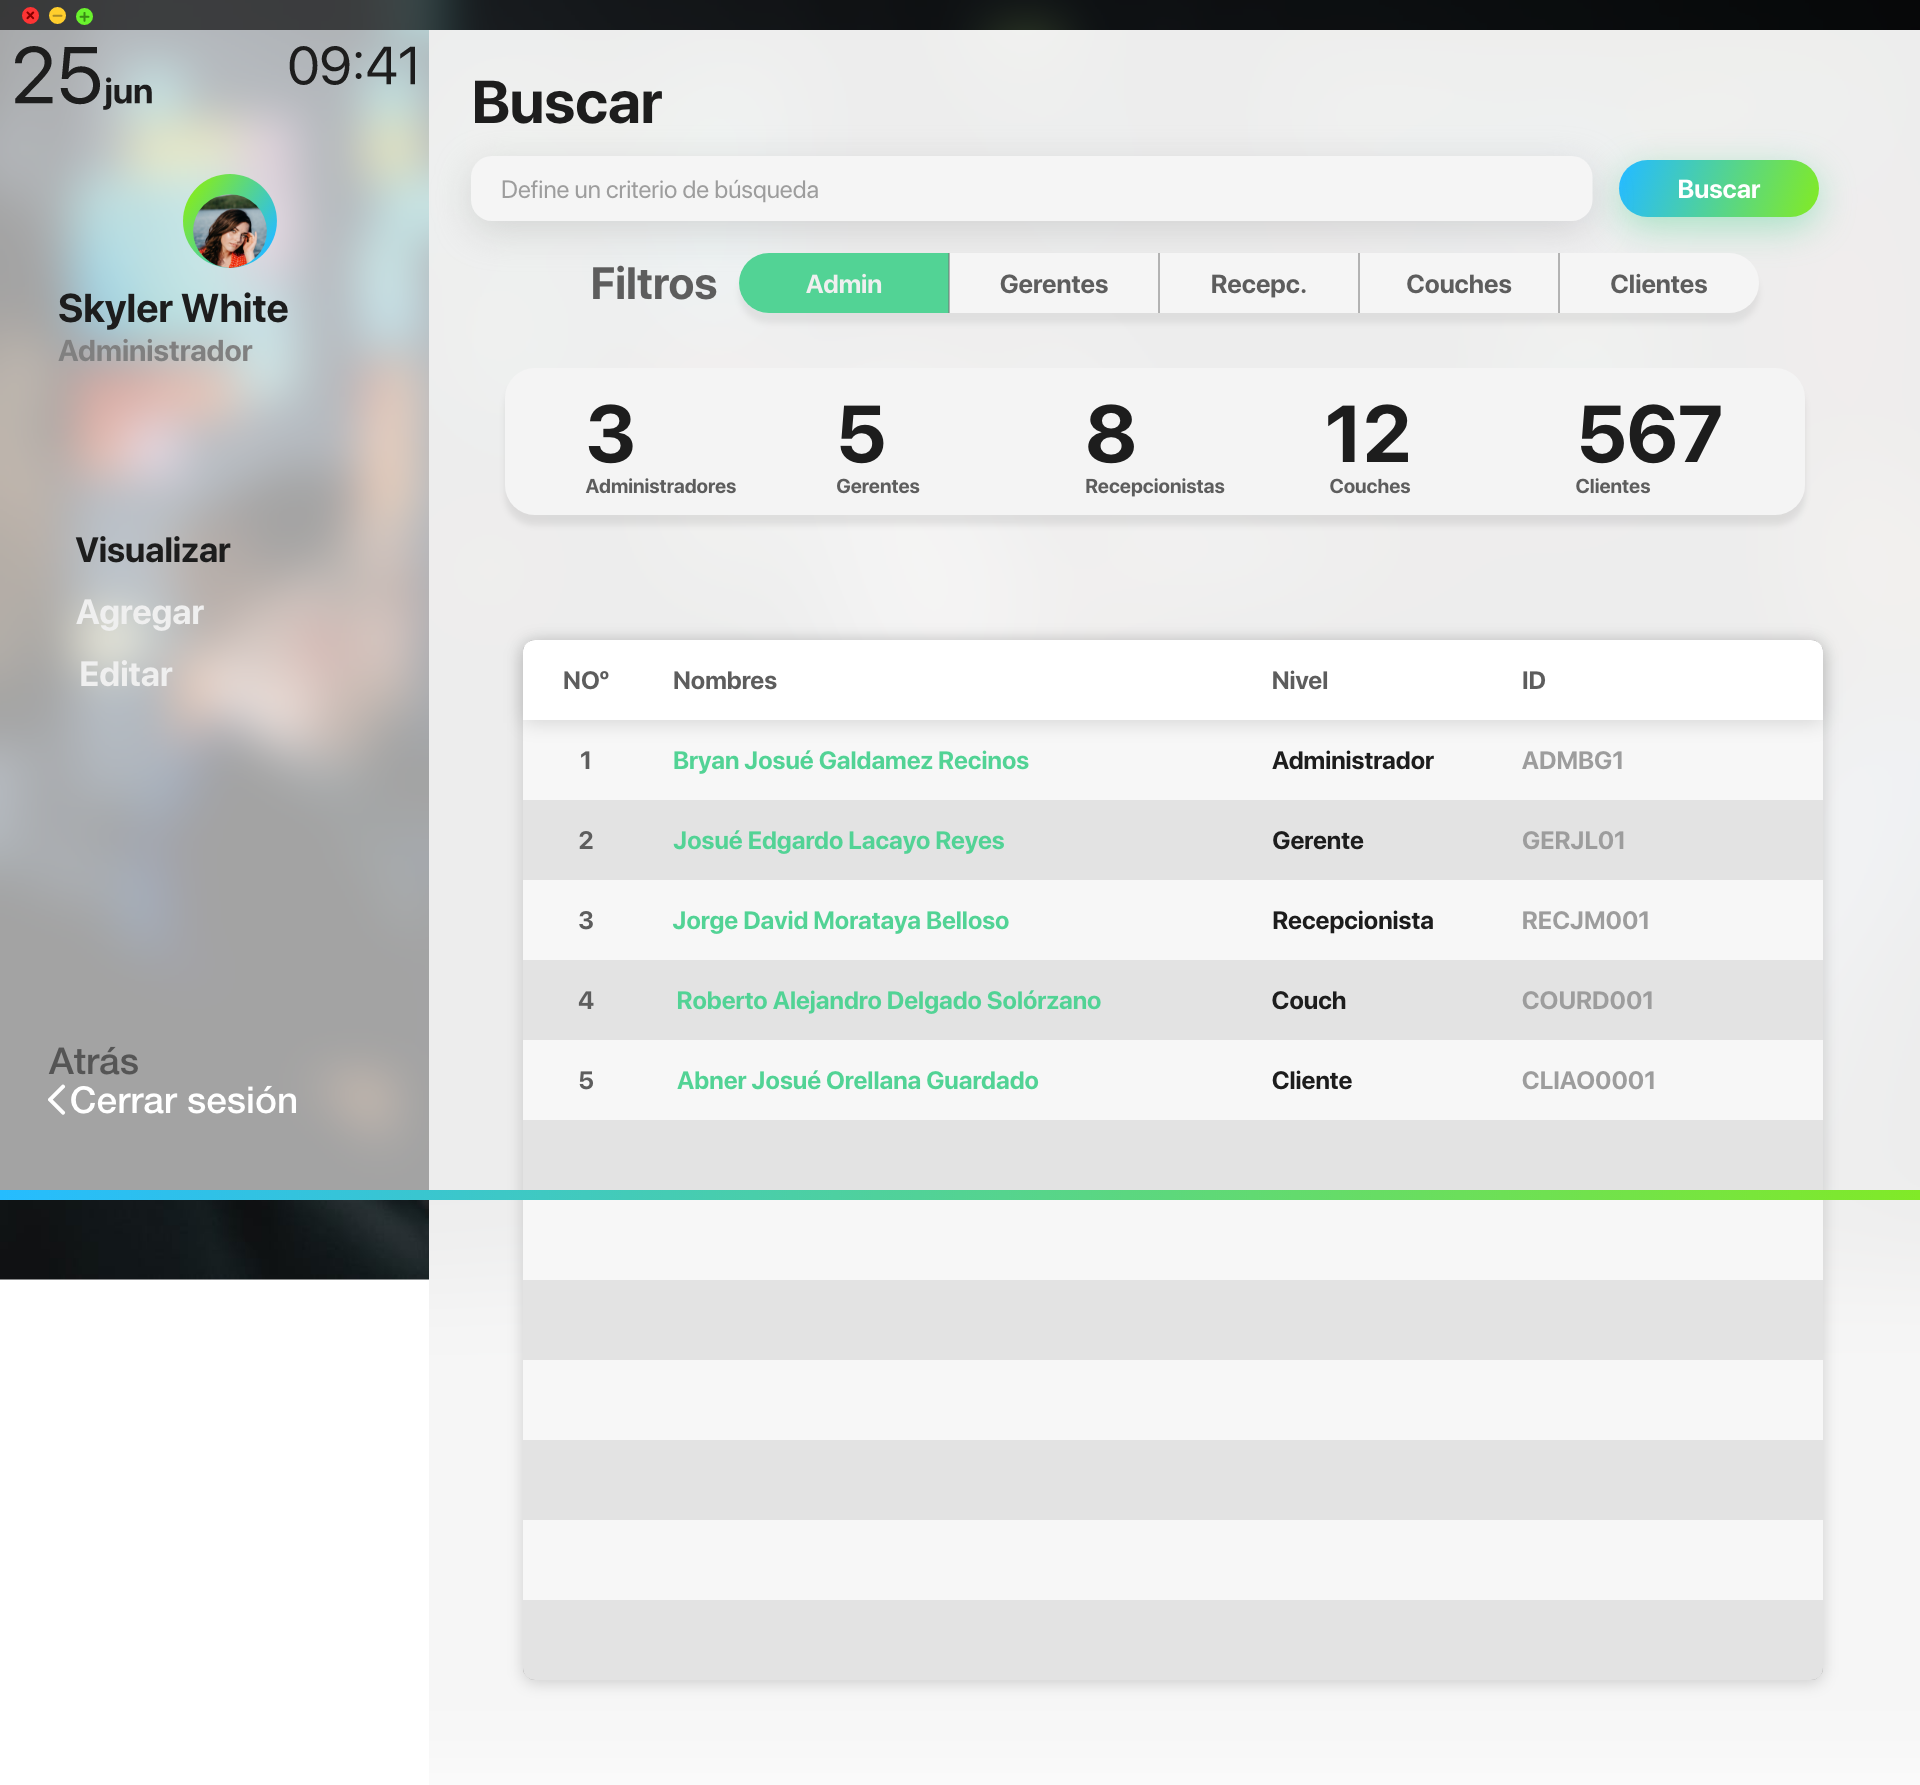 25 jun
09:41
Skyler White
Administrador
Visualizar
Agregar
Editar
Atrás
Cerrar sesión
Buscar
Define un criterio de búsqueda
Buscar
Filtros
Admin
Gerentes
Recepc.
Couches
Clientes
3
Administradores
5
Gerentes
8
Recepcionistas
12
Couches
567
Clientes
NOº Nombres Nivel ID
1 Bryan Josué Galdamez Recinos Administrador ADMBG1
2 Josué Edgardo Lacayo Reyes Gerente GERJL01
3 Jorge David Morataya Belloso Recepcionista RECJM001
4 Roberto Alejandro Delgado Solórzano Couch COURD001
5 Abner Josué Orellana Guardado Cliente CLIAO0001